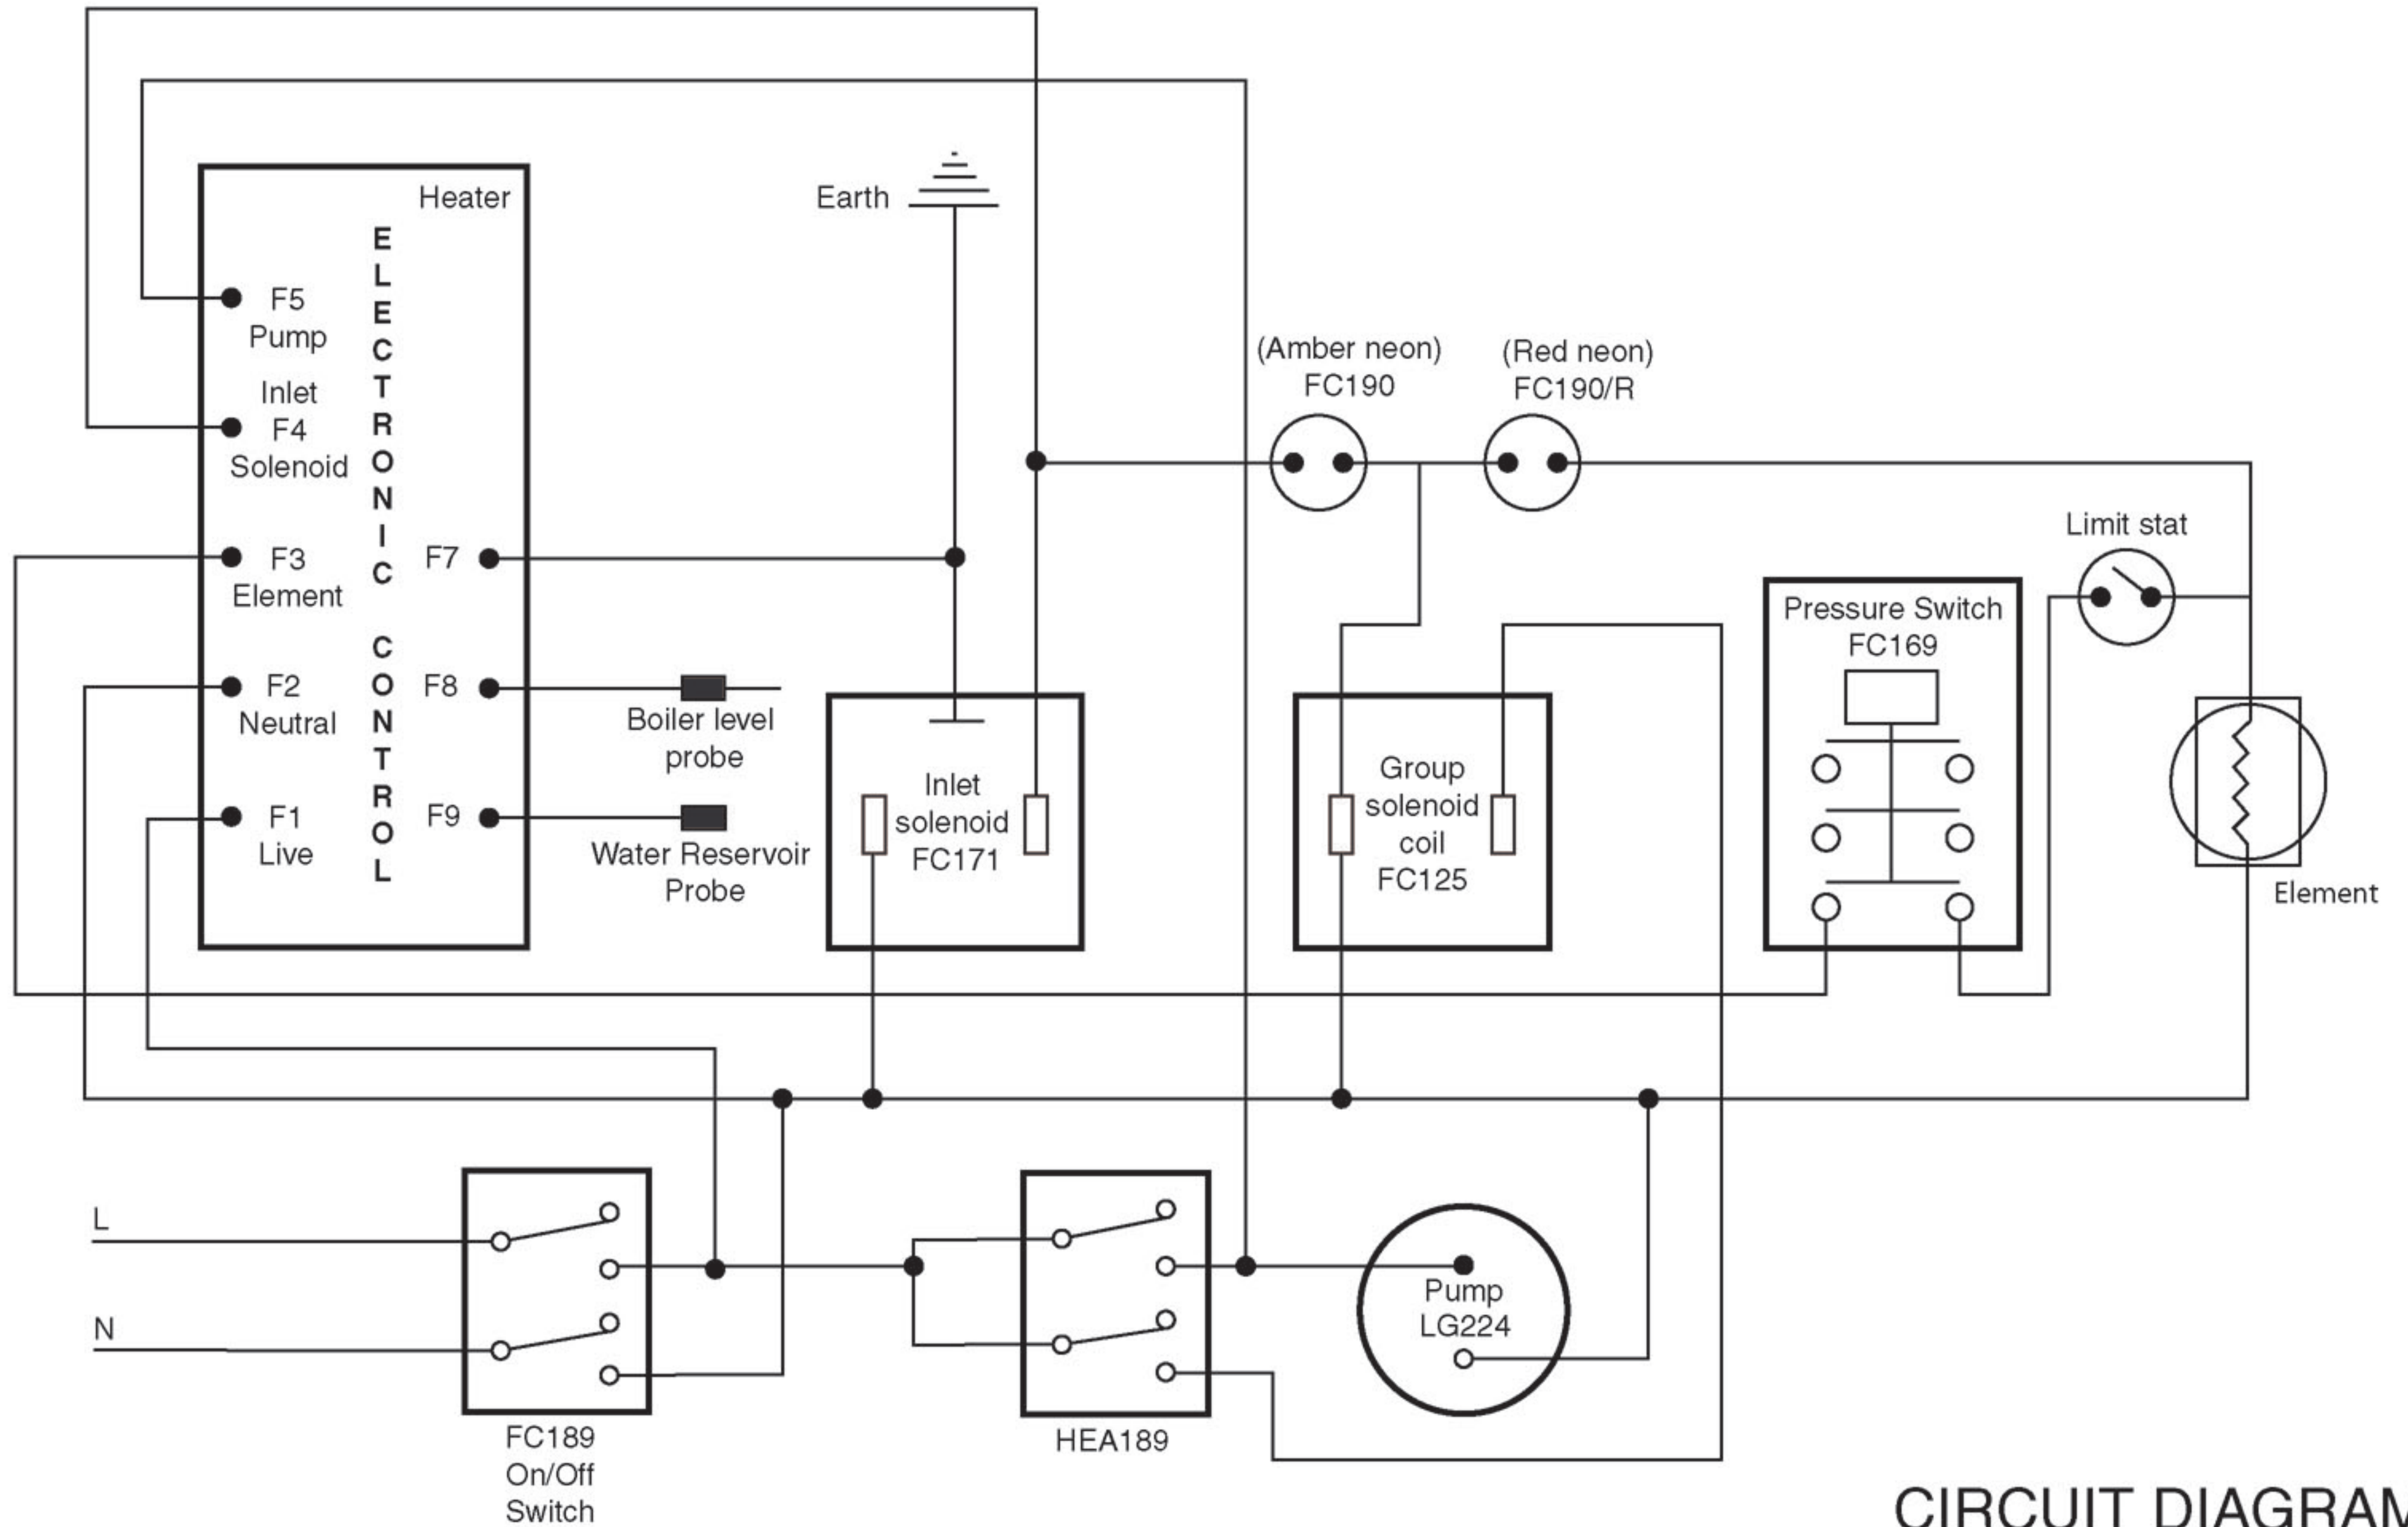 Heater
Earth
ELECTRONIC CONTROL
F5
Pump
Inlet
F4
Solenoid
F3
Element
F2
Neutral
F1
Live
F7
F8
F9
Boiler level
probe
Water Reservoir
Probe
Inlet
solenoid
FC171
(Amber neon)
FC190
(Red neon)
FC190/R
Group
solenoid
coil
FC125
Pressure Switch
FC169
Limit stat
Element
L
N
FC189
On/Off
Switch
HEA189
Pump
LG224
CIRCUIT DIAGRAM